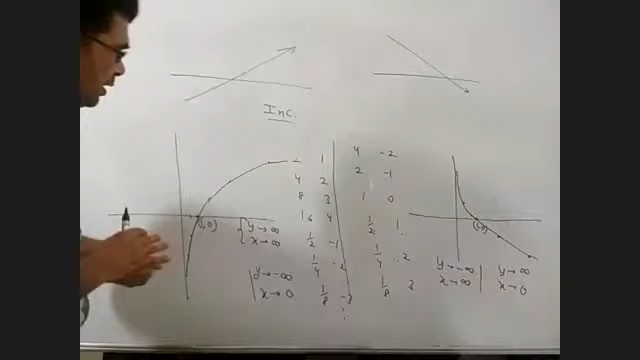 Inc.
2 1
4 2
8 3
16 4
1/2 -1
1/4 -2
1/8 -3
4 -2
2 -1
1 0
1/2 1
1/4 2
1/8 3
(1,0)
y→∞
x→∞
y→-∞
x→0
(1,0)
y→-∞ | y→∞
x→∞ | x→0